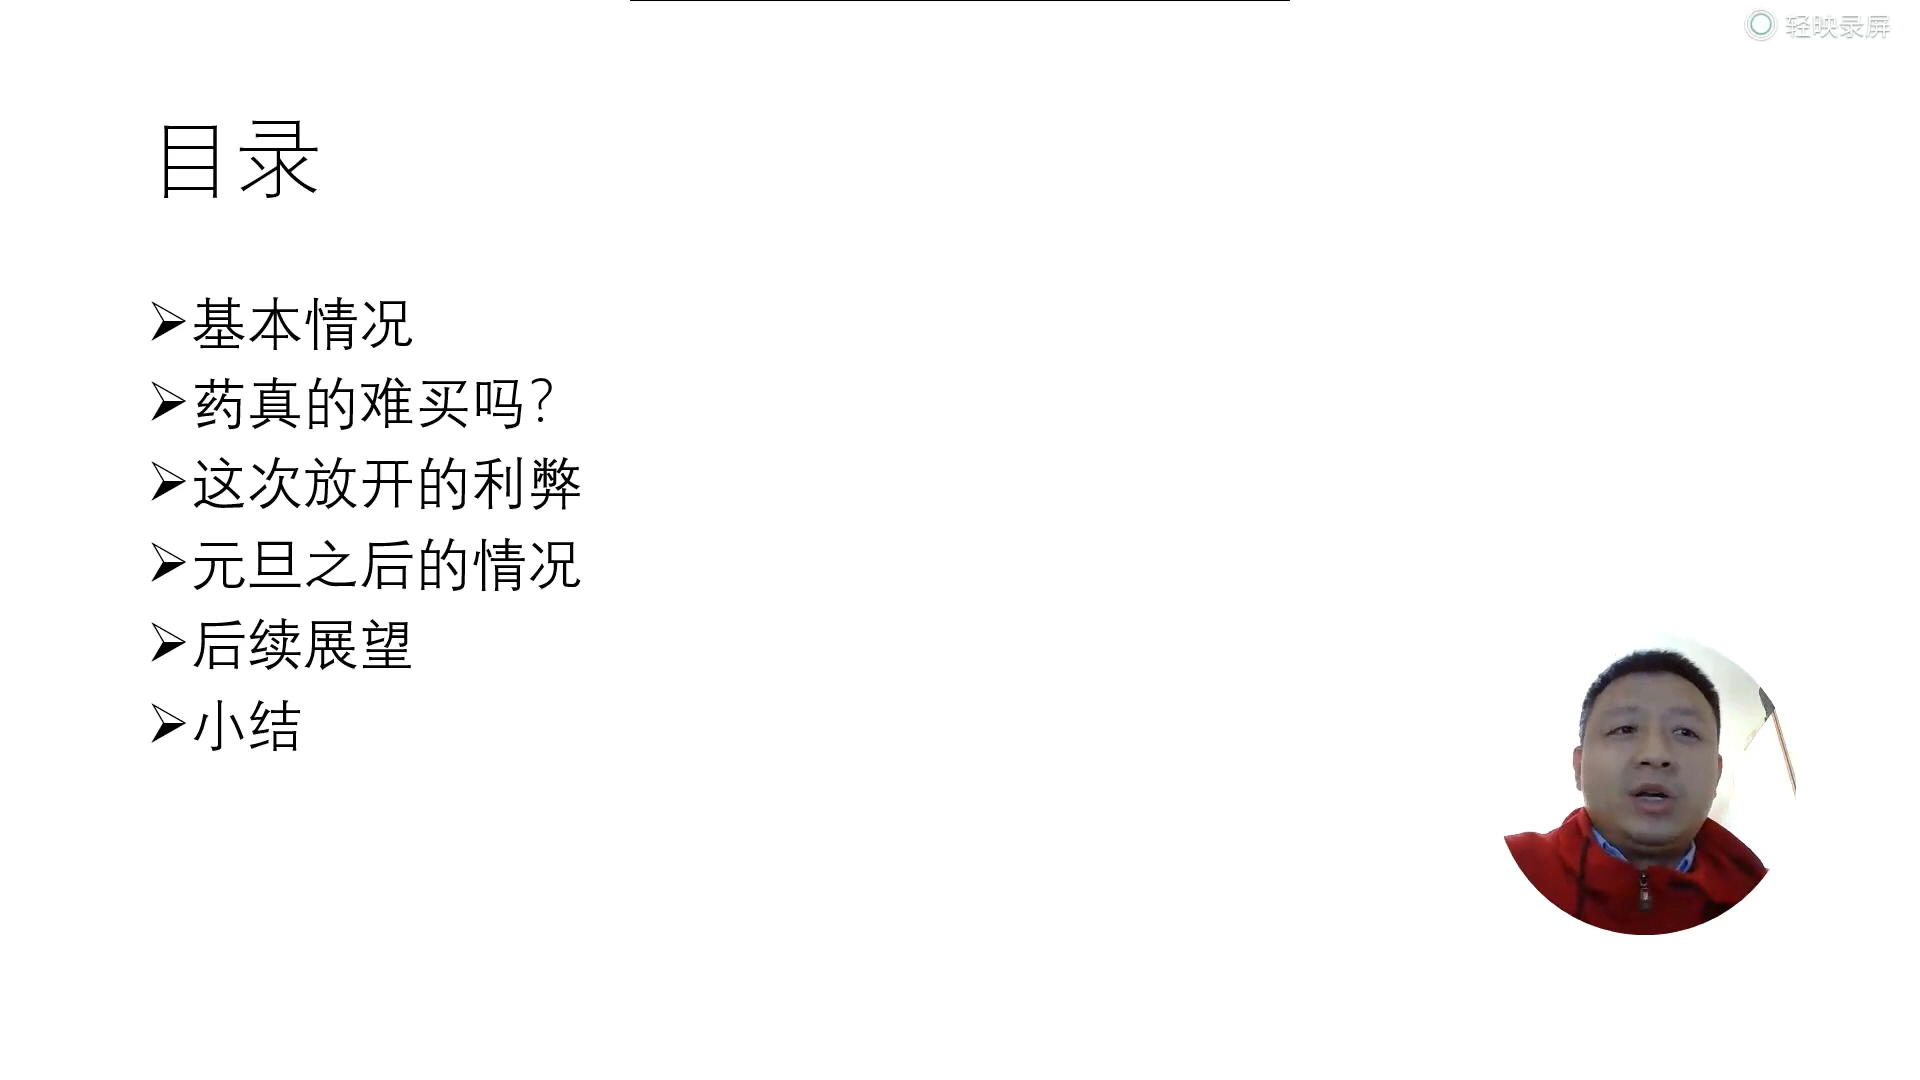 轻映录屏
目录
➢基本情况
➢药真的难买吗？
➢这次放开的利弊
➢元旦之后的情况
➢后续展望
➢小结